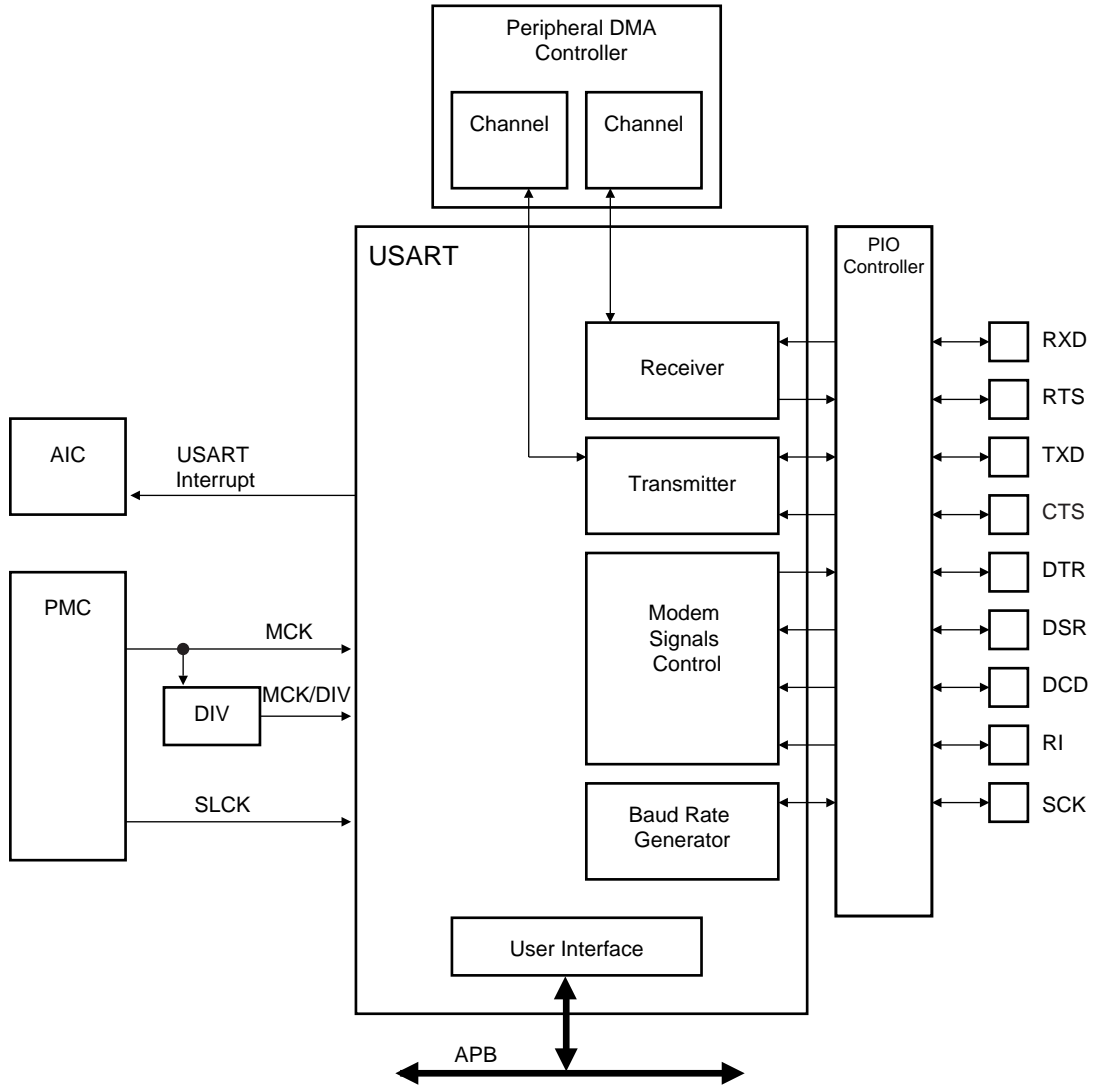 Peripheral DMA
Controller
Channel
Channel
USART
PIO
Controller
Receiver
RXD
RTS
AIC
USART
Interrupt
Transmitter
TXD
CTS
PMC
MCK
DIV
MCK/DIV
SLCK
Modem
Signals
Control
DTR
DSR
DCD
RI
Baud Rate
Generator
SCK
User Interface
APB